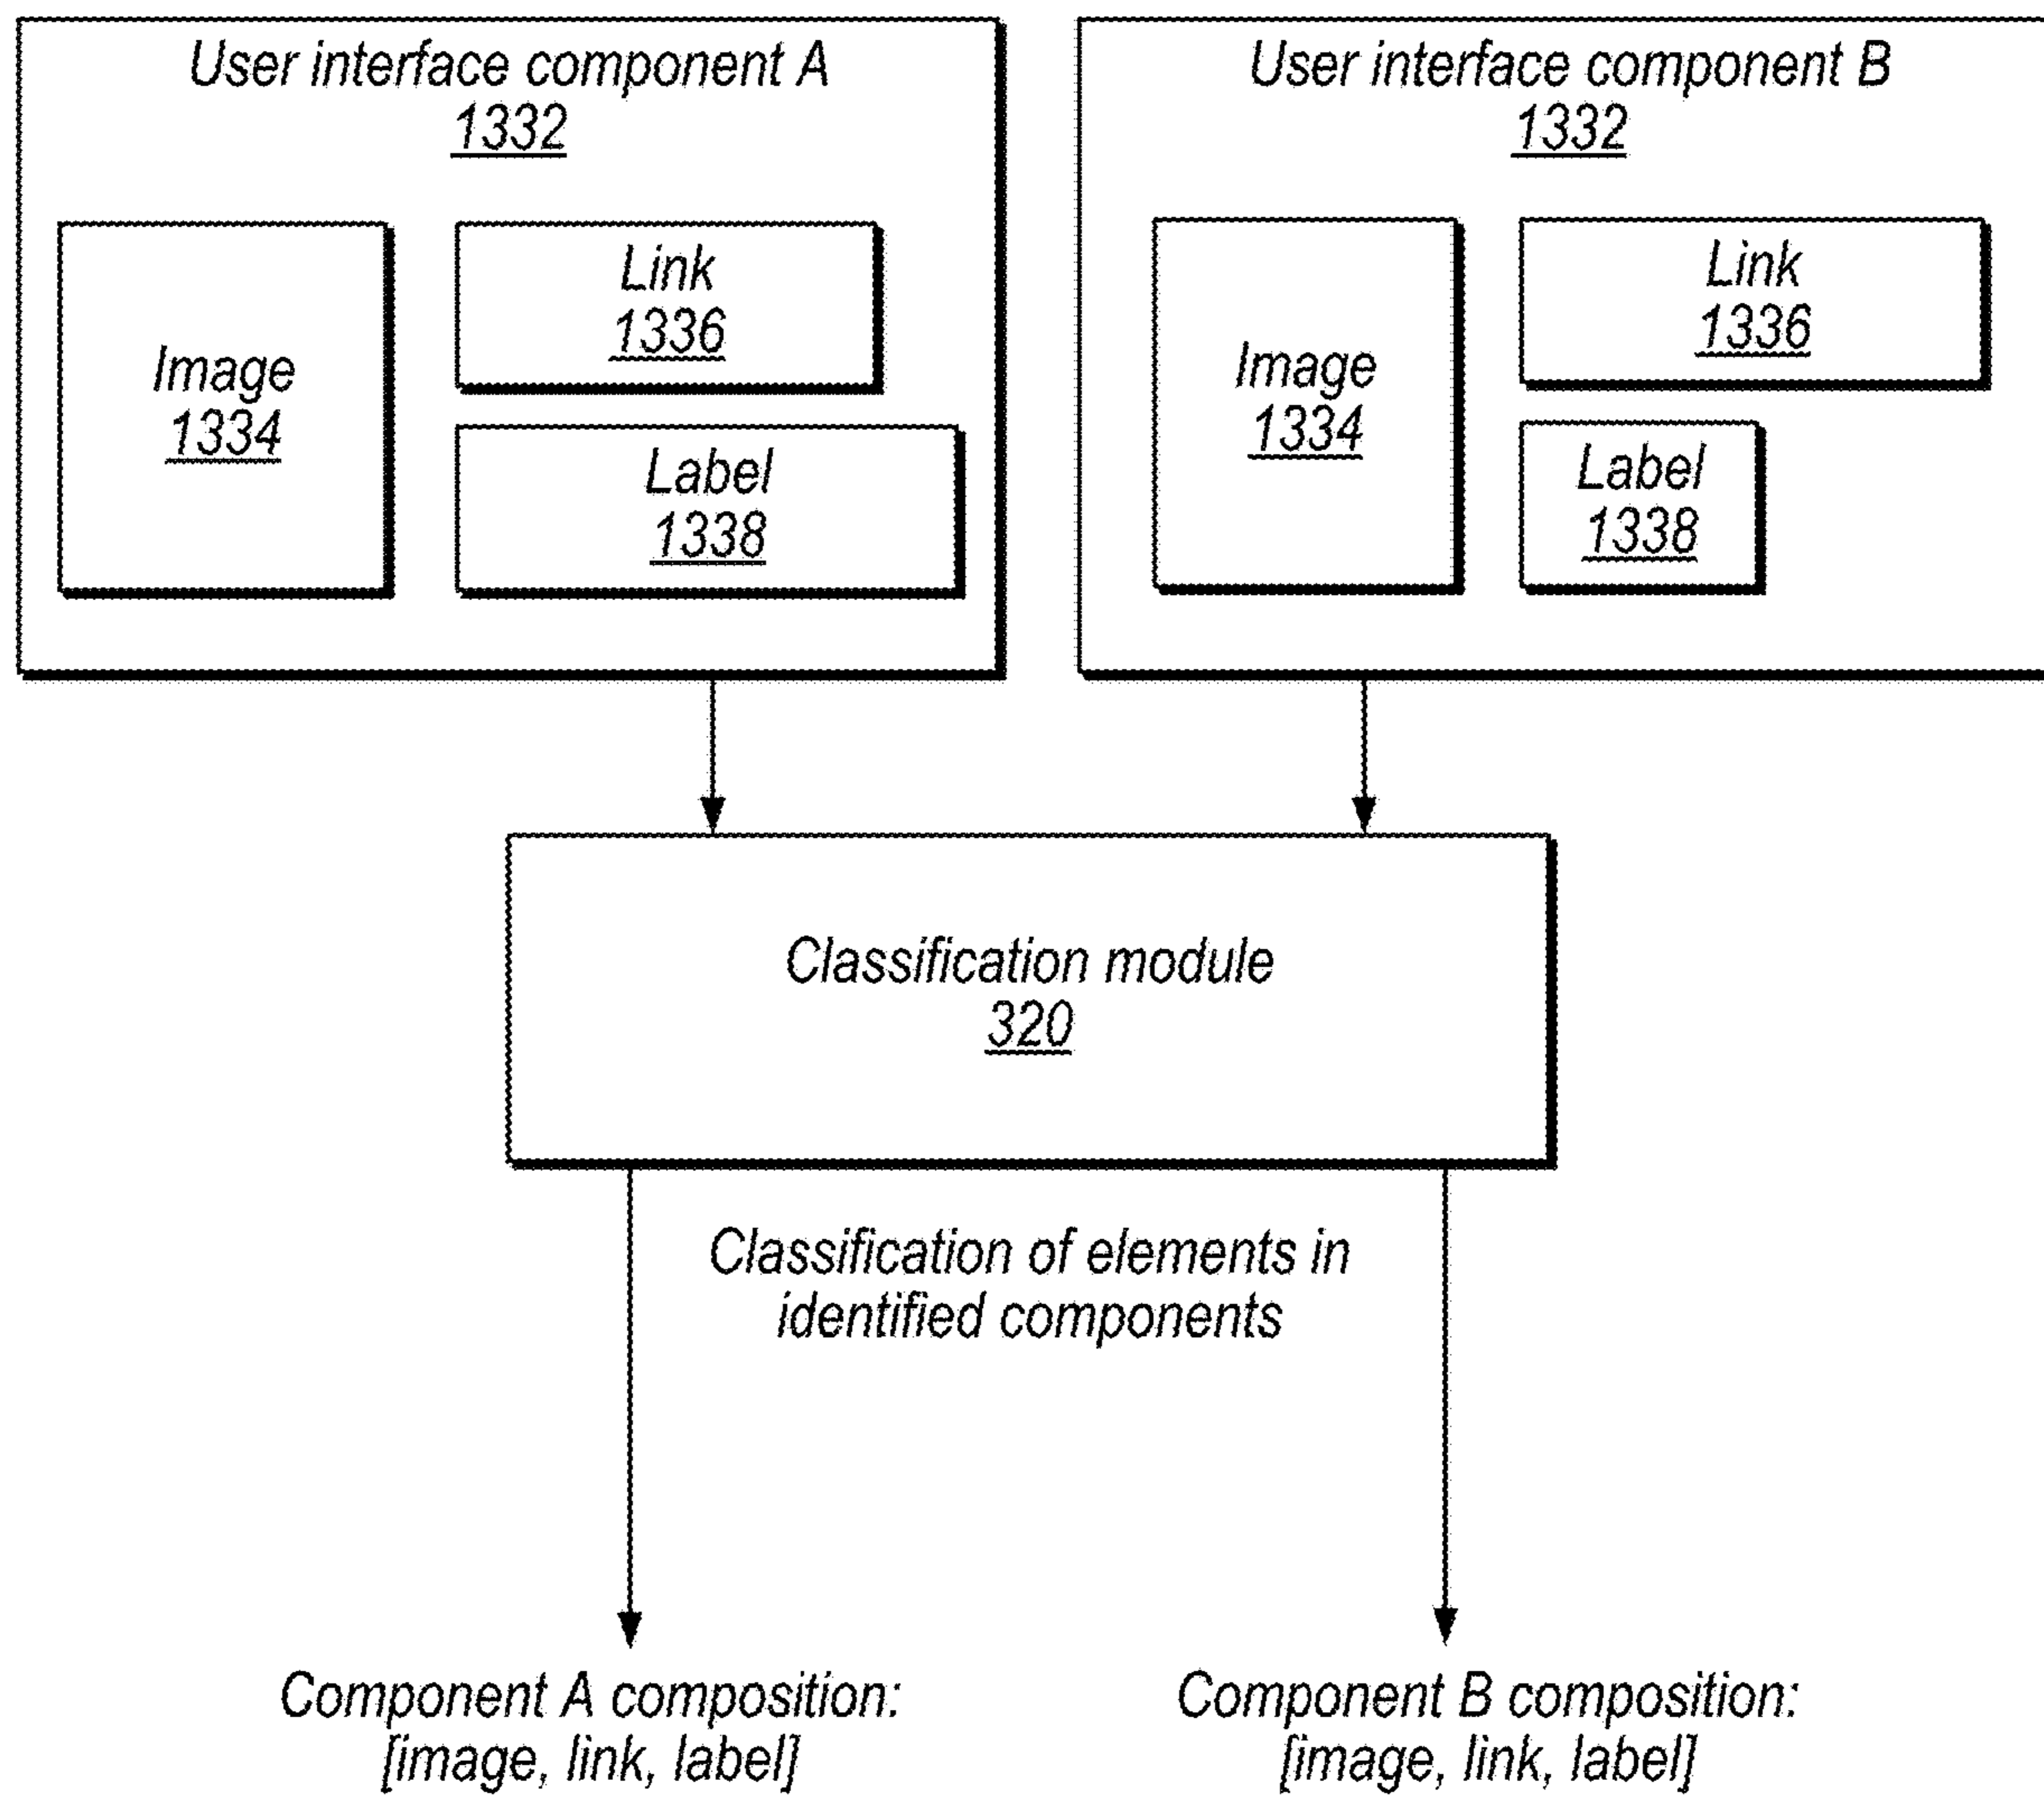 User interface component A
1332
Image
1334
Link
1336
Label
1338
User interface component B
1332
Image
1334
Link
1336
Label
1338
Classification module
320
Classification of elements in
identified components
Component A composition:
[image, link, label]
Component B composition:
[image, link, label]